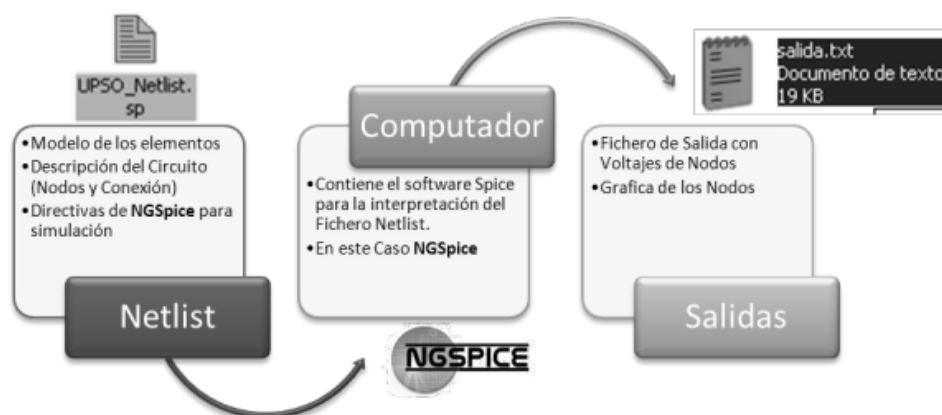 UPSO_Netlist.
sp
• Modelo de los elementos
• Descripción del Circuito
(Nodos y Conexión)
• Directivas de NGSpice para
simulación
Netlist
Computador
• Contiene el software Spice
para la interpretación del
Fichero Netlist.
• En este Caso NGSpice
NGSPICE
salida.txt
Documento de texto
19 KB
• Fichero de Salida con
Voltajes de Nodos
• Grafica de los Nodos
Salidas